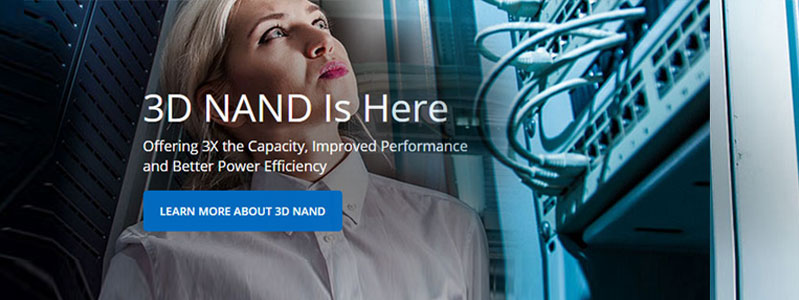 3D NAND Is Here
Offering 3X the Capacity, Improved Performance
and Better Power Efficiency
LEARN MORE ABOUT 3D NAND